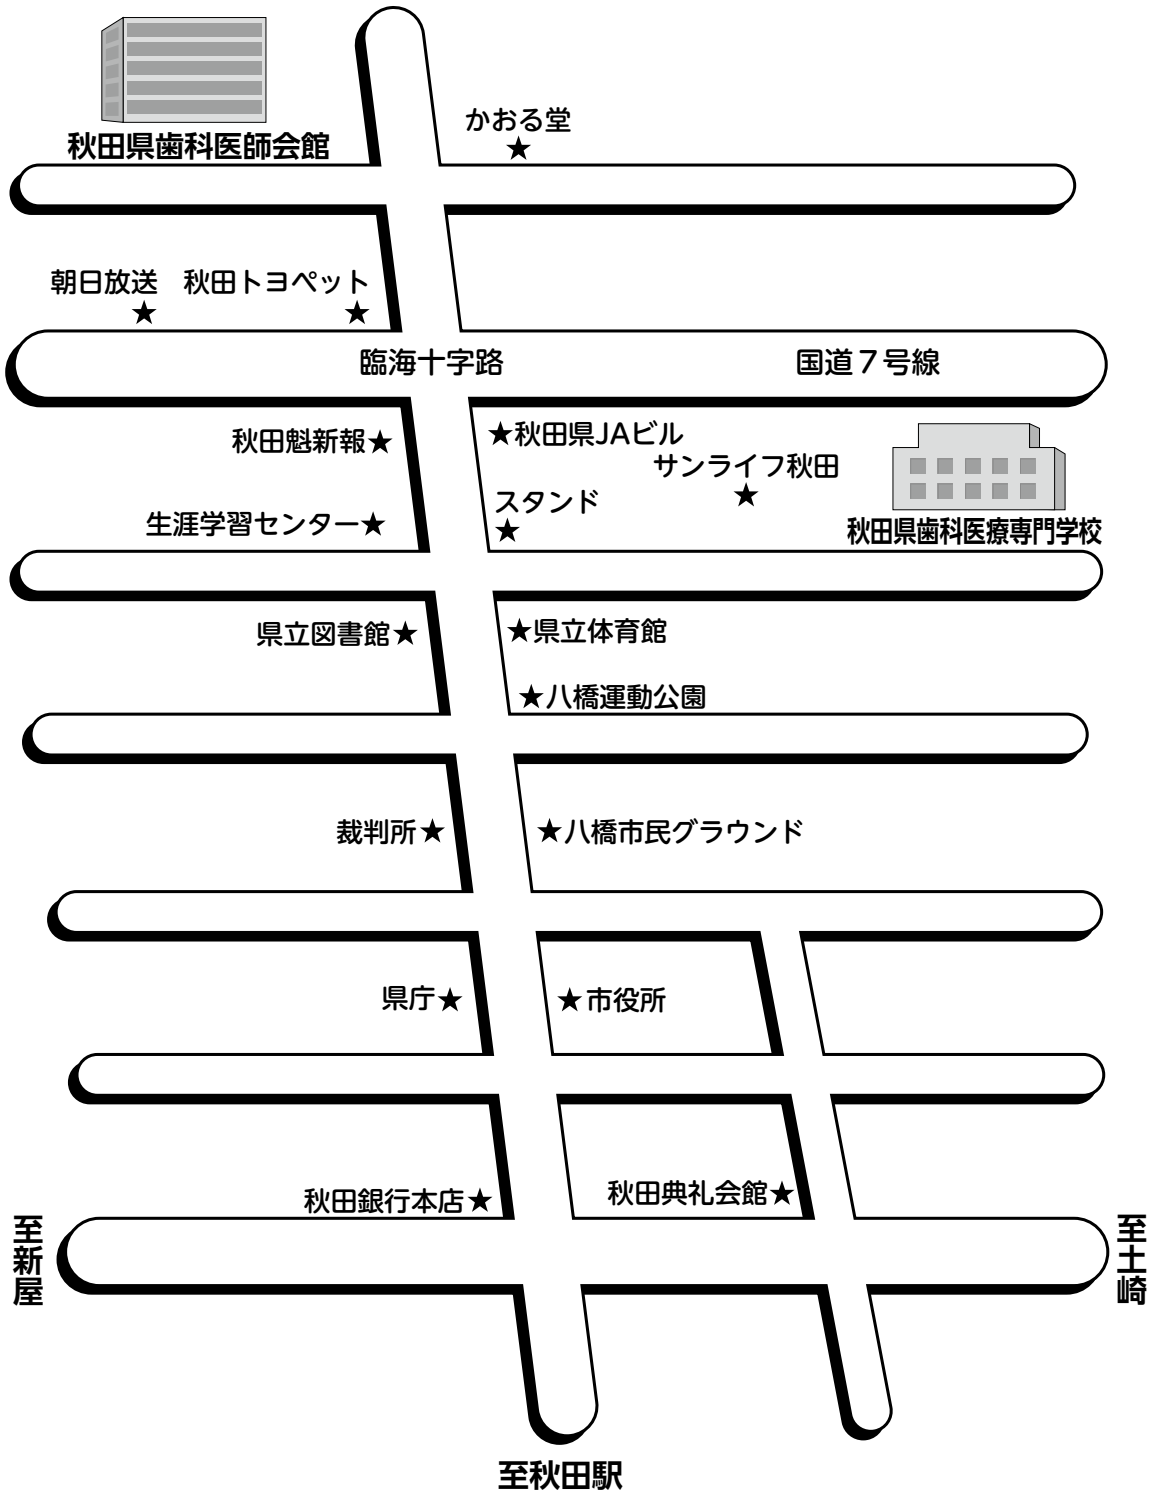 かおる堂
★
秋田県歯科医師会館
朝日放送 秋田トヨペット
★ ★
臨海十字路 国道7号線
秋田魁新報★ ★秋田県JAビル
サンライフ秋田
★
スタンド
★
生涯学習センター★
秋田県歯科医療専門学校
県立図書館★ ★県立体育館
★八橋運動公園
裁判所★ ★八橋市民グラウンド
県庁★ ★市役所
秋田銀行本店★ 秋田典礼会館★
至新屋
至土崎
至秋田駅